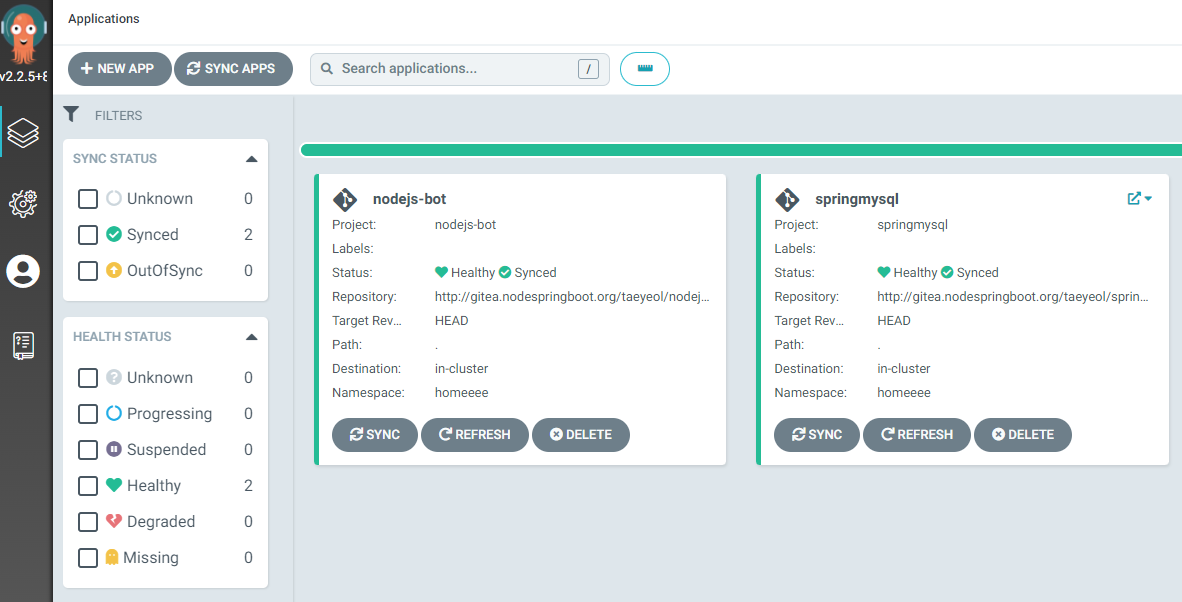 Applications
v2.2.5+8
NEW APP
SYNC APPS
Search applications...
/
FILTERS
SYNC STATUS
Unknown 0
Synced 2
OutOfSync 0
HEALTH STATUS
Unknown 0
Progressing 0
Suspended 0
Healthy 2
Degraded 0
Missing 0
nodejs-bot
Project: nodejs-bot
Labels:
Status: Healthy Synced
Repository: http://gitea.nodespringboot.org/taeyeol/nodej...
Target Rev... HEAD
Path: .
Destination: in-cluster
Namespace: homeeee
SYNC REFRESH DELETE
springmysql
Project: springmysql
Labels:
Status: Healthy Synced
Repository: http://gitea.nodespringboot.org/taeyeol/sprin...
Target Rev... HEAD
Path: .
Destination: in-cluster
Namespace: homeeee
SYNC REFRESH DELETE